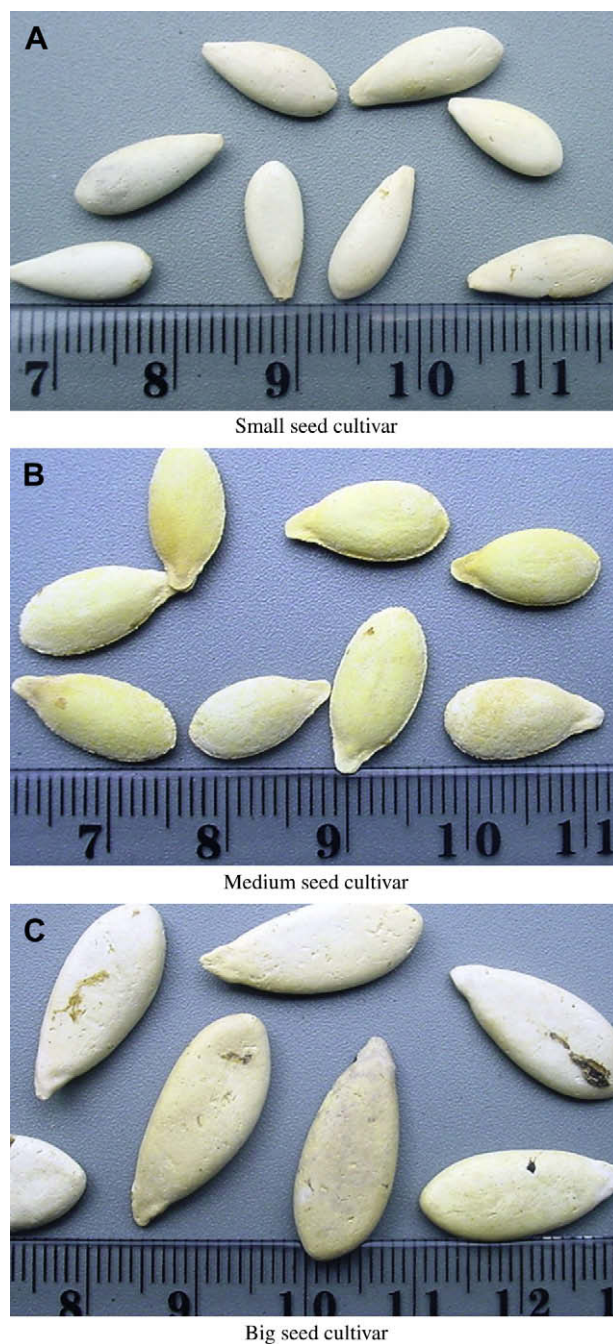 A
7 8 9 10 11
Small seed cultivar
B
7 8 9 10 11
Medium seed cultivar
C
8 9 10 11 12
Big seed cultivar